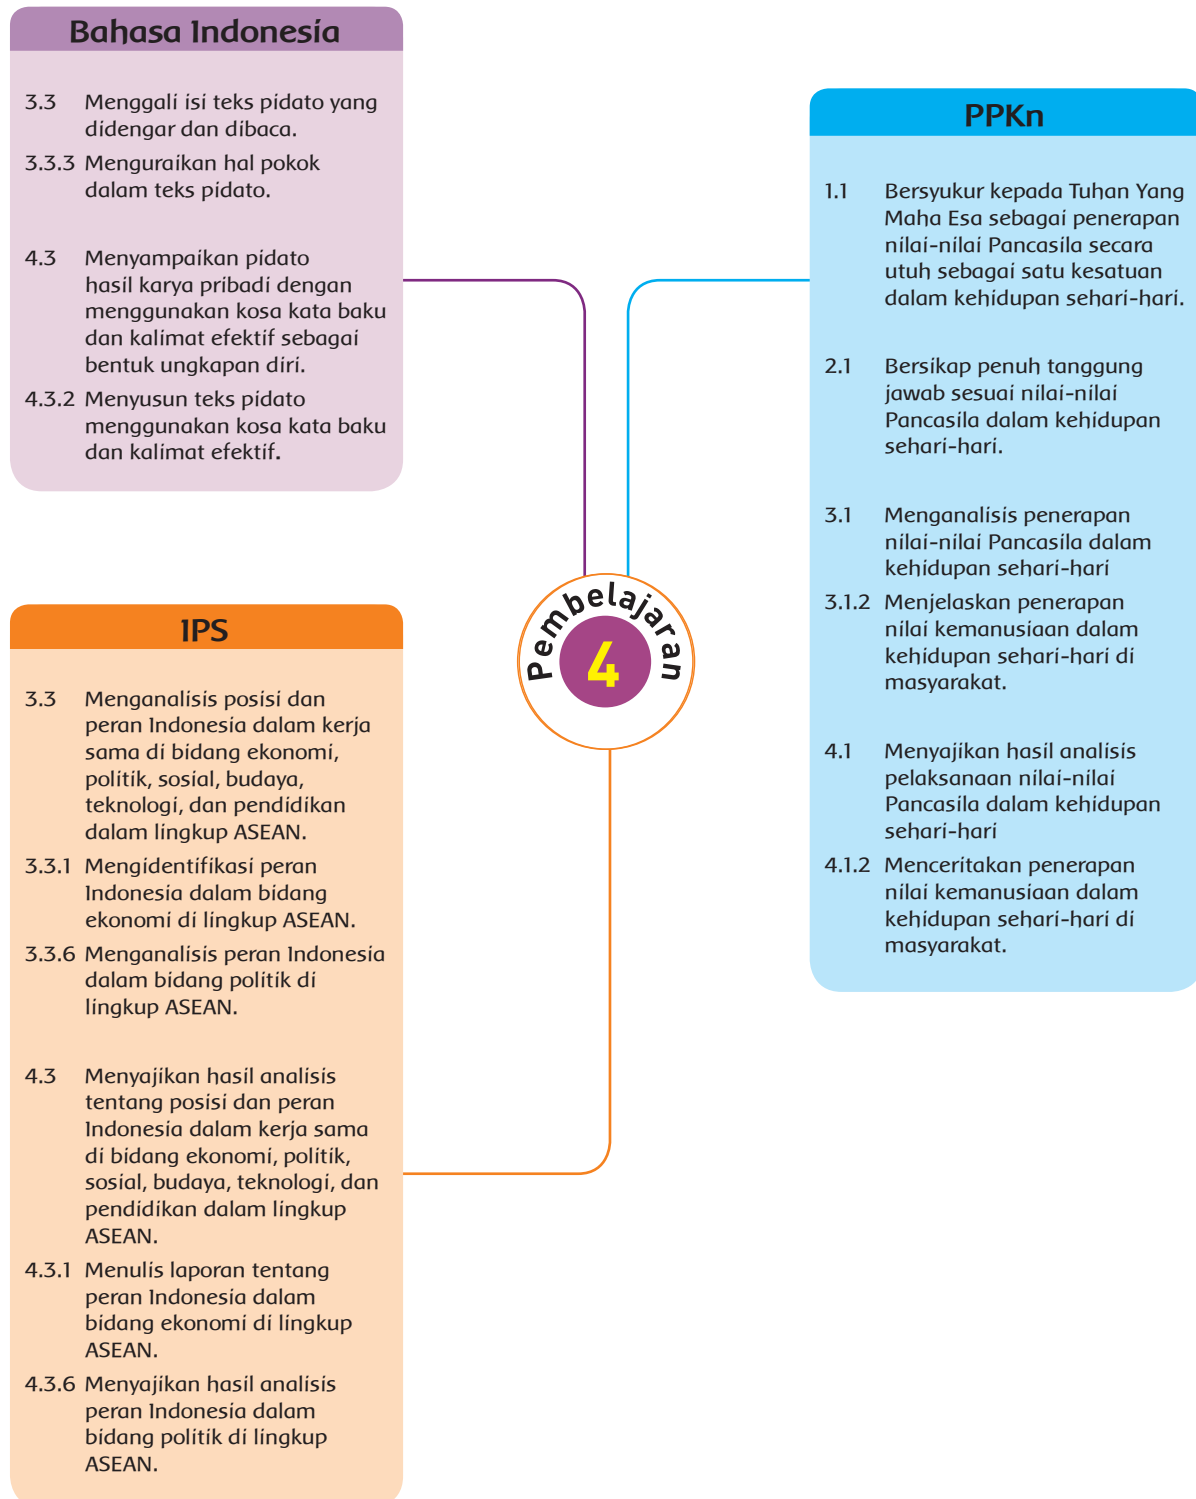 Bahasa Indonesia
3.3 Menggali isi teks pidato yang
didengar dan dibaca.
3.3.3 Menguraikan hal pokok
dalam teks pidato.
4.3 Menyampaikan pidato
hasil karya pribadi dengan
menggunakan kosa kata baku
dan kalimat efektif sebagai
bentuk ungkapan diri.
4.3.2 Menyusun teks pidato
menggunakan kosa kata baku
dan kalimat efektif.
PPKn
1.1 Bersyukur kepada Tuhan Yang
Maha Esa sebagai penerapan
nilai-nilai Pancasila secara
utuh sebagai satu kesatuan
dalam kehidupan sehari-hari.
2.1 Bersikap penuh tanggung
jawab sesuai nilai-nilai
Pancasila dalam kehidupan
sehari-hari.
3.1 Menganalisis penerapan
nilai-nilai Pancasila dalam
kehidupan sehari-hari
3.1.2 Menjelaskan penerapan
nilai kemanusiaan dalam
kehidupan sehari-hari di
masyarakat.
4.1 Menyajikan hasil analisis
pelaksanaan nilai-nilai
Pancasila dalam kehidupan
sehari-hari
4.1.2 Menceritakan penerapan
nilai kemanusiaan dalam
kehidupan sehari-hari di
masyarakat.
Pembelajaran
4
IPS
3.3 Menganalisis posisi dan
peran Indonesia dalam kerja
sama di bidang ekonomi,
politik, sosial, budaya,
teknologi, dan pendidikan
dalam lingkup ASEAN.
3.3.1 Mengidentifikasi peran
Indonesia dalam bidang
ekonomi di lingkup ASEAN.
3.3.6 Menganalisis peran Indonesia
dalam bidang politik di
lingkup ASEAN.
4.3 Menyajikan hasil analisis
tentang posisi dan peran
Indonesia dalam kerja sama
di bidang ekonomi, politik,
sosial, budaya, teknologi, dan
pendidikan dalam lingkup
ASEAN.
4.3.1 Menulis laporan tentang
peran Indonesia dalam
bidang ekonomi di lingkup
ASEAN.
4.3.6 Menyajikan hasil analisis
peran Indonesia dalam
bidang politik di lingkup
ASEAN.